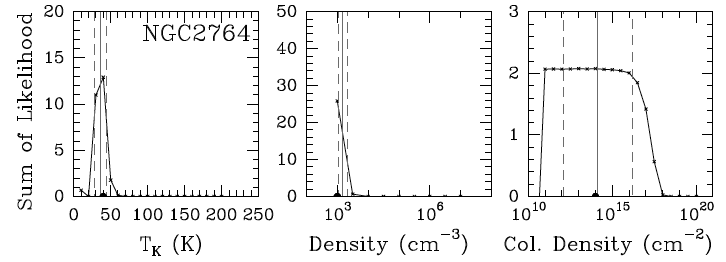 NGC2764
Sum of Likelihood
20
15
10
5
0
0 50 100 150 200 250
T_K (K)
50
40
30
20
10
0
10^3 10^6
Density (cm^-3)
3
2
1
0
10^10 10^15 10^20
Col. Density (cm^-2)